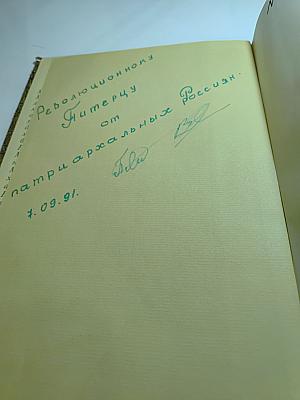 Революционному
Питерцу
от
патриархальных Россиян.
7.09.91.